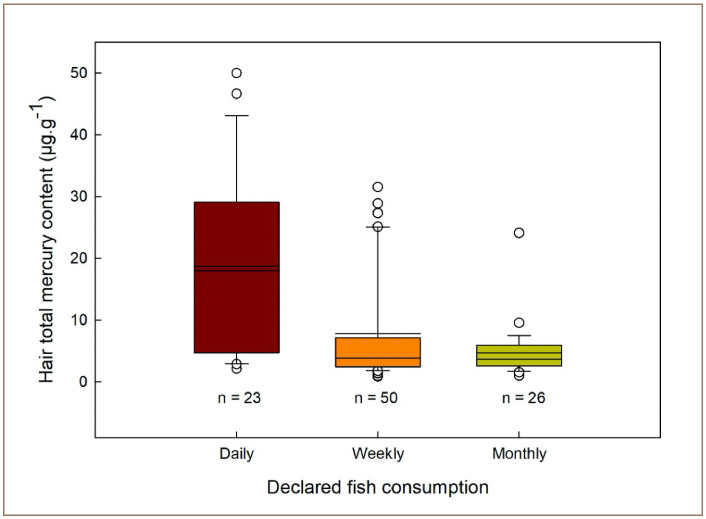 Hair total mercury content (µg.g⁻¹)
50
40
30
20
10
0
n = 23 n = 50 n = 26
Daily Weekly Monthly
Declared fish consumption